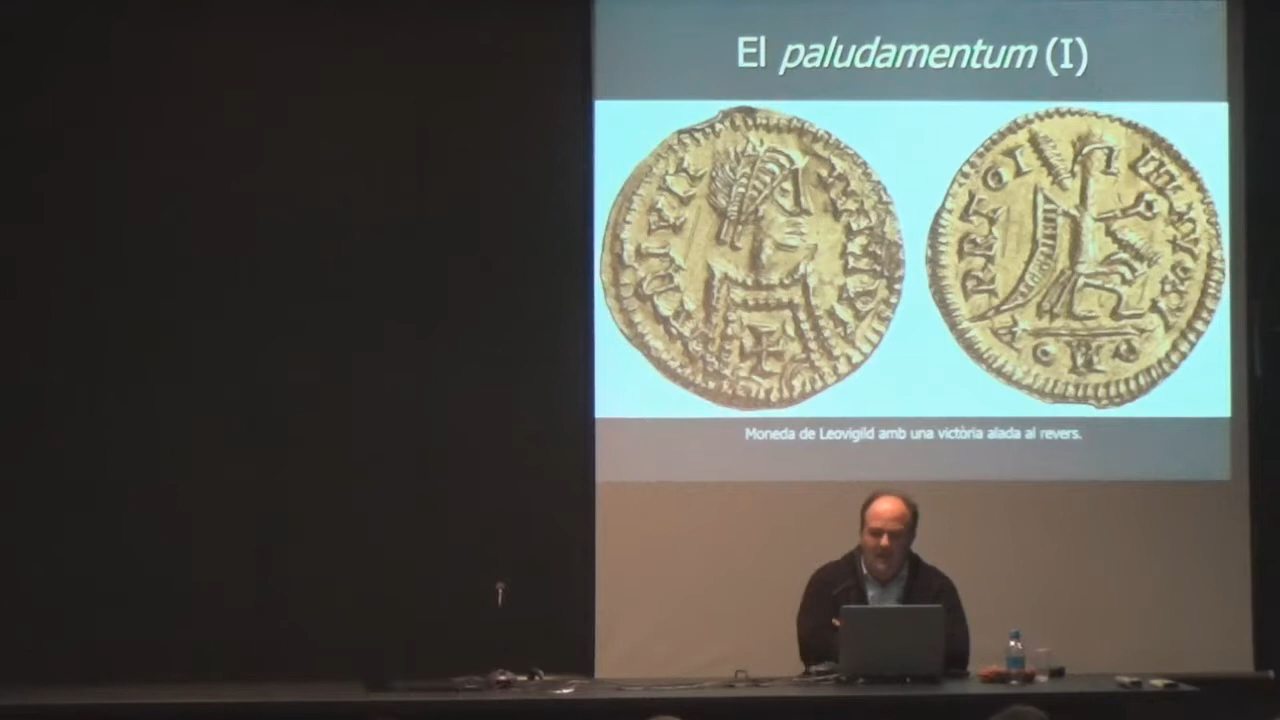 El paludamentum (I)
Moneda de Leovigild amb una victòria alada al revers.